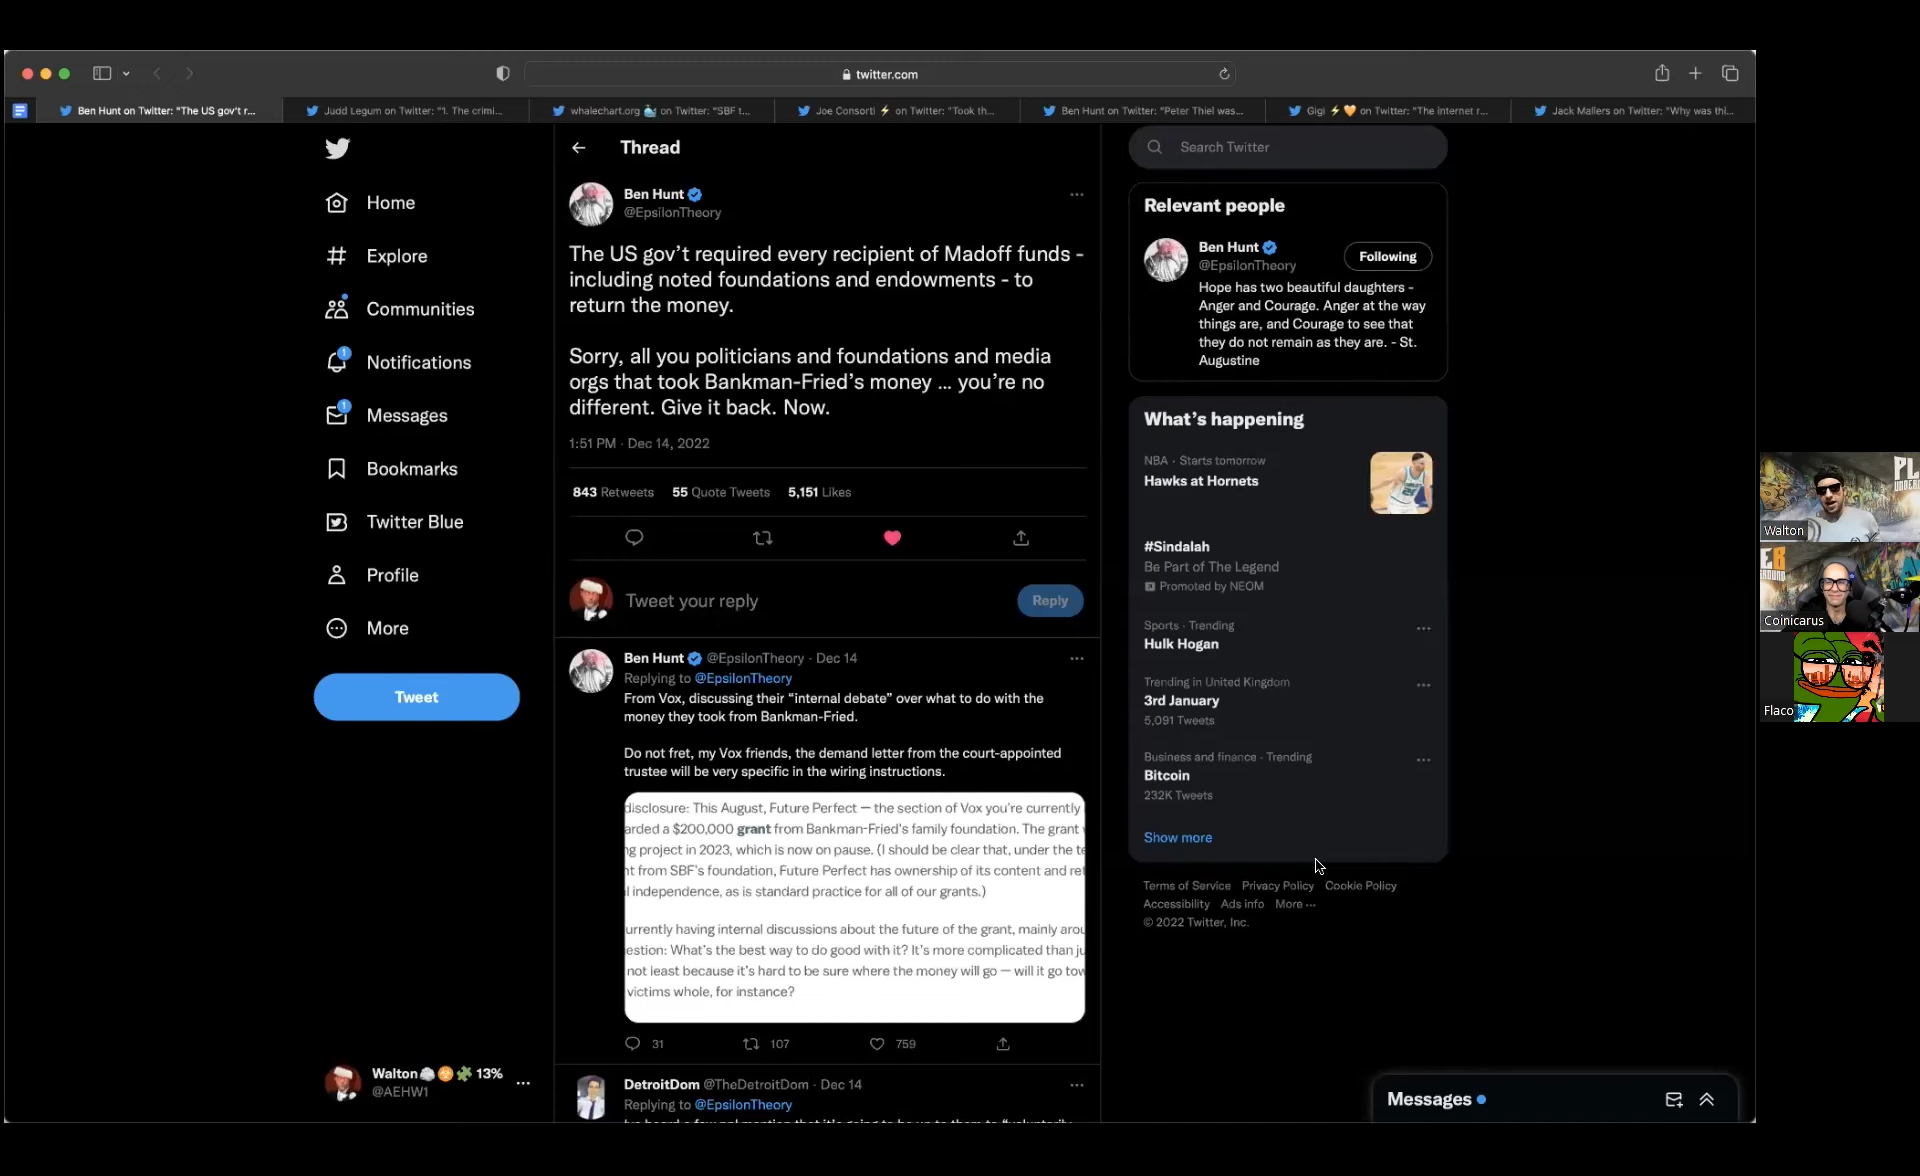 twitter.com
Ben Hunt on Twitter: "The US gov't r...
Judd Legum on Twitter: "1. The crimi...
whalechart.org 🐳 on Twitter: "SBF t...
Joe Consorti ⚡ on Twitter: "Took th...
Ben Hunt on Twitter: "Peter Thiel was...
Gigi ⚡🧡 on Twitter: "The internet r...
Jack Mallers on Twitter: "Why was thi...
Home
Explore
Communities
1
Notifications
1
Messages
Bookmarks
Twitter Blue
Profile
More
Tweet
Walton 13%
@AEHW1
Thread
Ben Hunt
@EpsilonTheory
The US gov't required every recipient of Madoff funds -
including noted foundations and endowments - to
return the money.
Sorry, all you politicians and foundations and media
orgs that took Bankman-Fried's money ... you're no
different. Give it back. Now.
1:51 PM · Dec 14, 2022
843 Retweets 55 Quote Tweets 5,151 Likes
Tweet your reply
Reply
Ben Hunt @EpsilonTheory · Dec 14
Replying to @EpsilonTheory
From Vox, discussing their "internal debate" over what to do with the
money they took from Bankman-Fried.
Do not fret, my Vox friends, the demand letter from the court-appointed
trustee will be very specific in the wiring instructions.
disclosure: This August, Future Perfect — the section of Vox you're currently
arded a $200,000 grant from Bankman-Fried's family foundation. The grant
ng project in 2023, which is now on pause. (I should be clear that, under the te
nt from SBF's foundation, Future Perfect has ownership of its content and ret
l independence, as is standard practice for all of our grants.)
urrently having internal discussions about the future of the grant, mainly arou
estion: What's the best way to do good with it? It's more complicated than ju
not least because it's hard to be sure where the money will go — will it go tow
victims whole, for instance?
31 107 759
DetroitDom @TheDetroitDom · Dec 14
Replying to @EpsilonTheory
Search Twitter
Relevant people
Ben Hunt
@EpsilonTheory
Following
Hope has two beautiful daughters -
Anger and Courage. Anger at the way
things are, and Courage to see that
they do not remain as they are. - St.
Augustine
What's happening
NBA · Starts tomorrow
Hawks at Hornets
#Sindalah
Be Part of The Legend
Promoted by NEOM
Sports · Trending
Hulk Hogan
Trending in United Kingdom
3rd January
5,091 Tweets
Business and finance · Trending
Bitcoin
232K Tweets
Show more
Terms of Service Privacy Policy Cookie Policy
Accessibility Ads info More ···
© 2022 Twitter, Inc.
Messages
PL
Walton
Coinicarus
Flaco